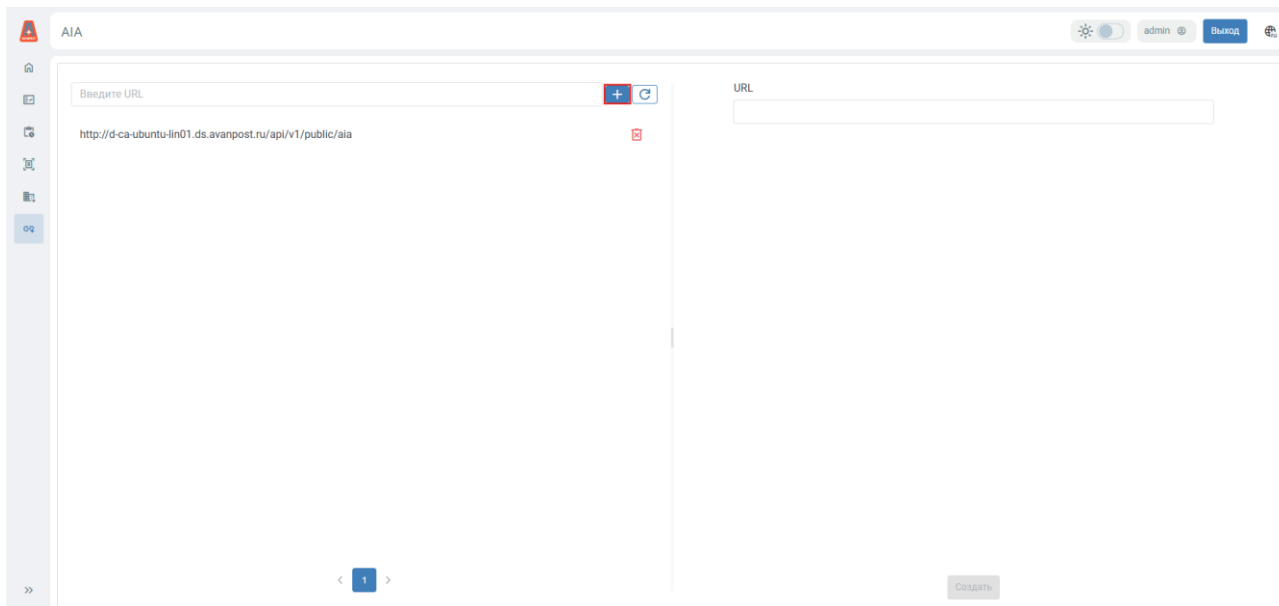 AIA
admin
Выход
ru
Введите URL
http://d-ca-ubuntu-lin01.ds.avanpost.ru/api/v1/public/aia
URL
1
Создать